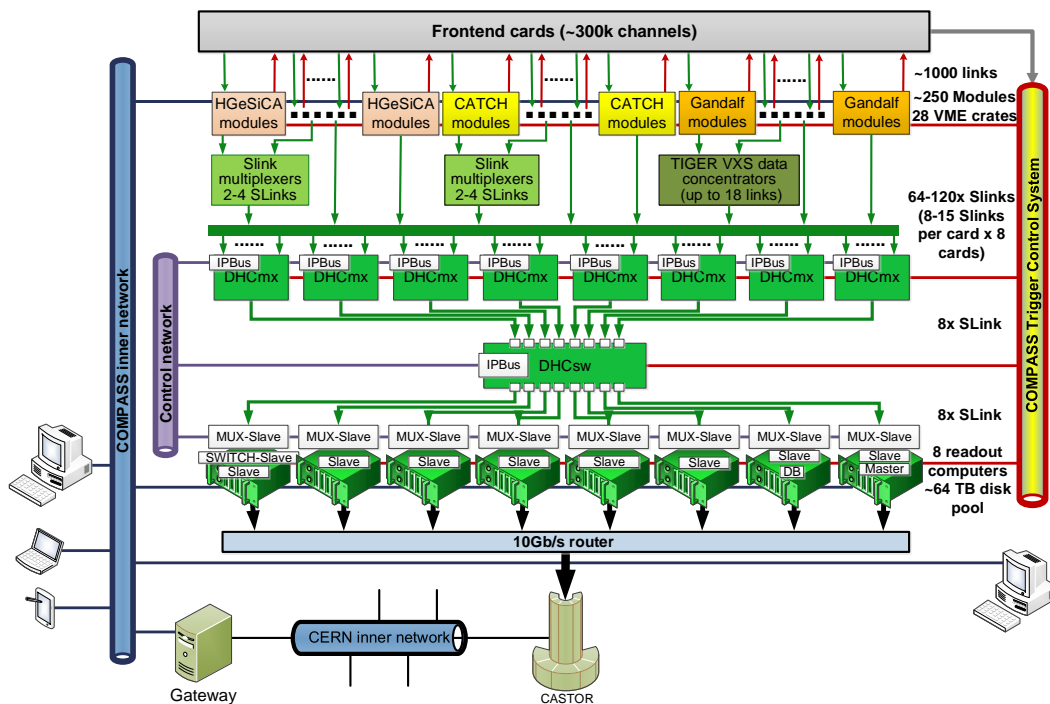 Frontend cards (~300k channels)
~1000 links
HGeSiCA
modules
HGeSiCA
modules
CATCH
modules
CATCH
modules
Gandalf
modules
Gandalf
modules
~250 Modules
28 VME crates
Slink
multiplexers
2-4 SLinks
Slink
multiplexers
2-4 SLinks
TIGER VXS data
concentrators
(up to 18 links)
64-120x Slinks
(8-15 Slinks
per card x 8
cards)
IPBus
DHCmx
IPBus
DHCmx
IPBus
DHCmx
IPBus
DHCmx
IPBus
DHCmx
IPBus
DHCmx
IPBus
DHCmx
IPBus
DHCmx
COMPASS inner network
Control network
COMPASS Trigger Control System
8x SLink
IPBus
DHCsw
8x SLink
MUX-Slave
MUX-Slave
MUX-Slave
MUX-Slave
MUX-Slave
MUX-Slave
MUX-Slave
MUX-Slave
SWITCH-Slave
Slave
Slave
Slave
Slave
Slave
Slave
Slave
DB
Slave
Master
8 readout
computers
~64 TB disk
pool
10Gb/s router
CERN inner network
Gateway
CASTOR